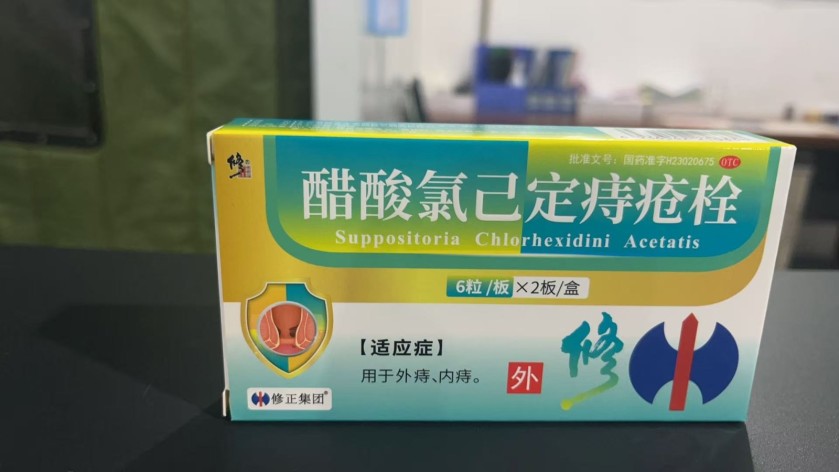 批准文号：国药准字H23020675 OTC
修
醋酸氯己定痔疮栓
Suppositoria Chlorhexidini Acetatis
6粒/板×2板/盒
【适应症】
用于外痔、内痔。
外
修
修正集团®